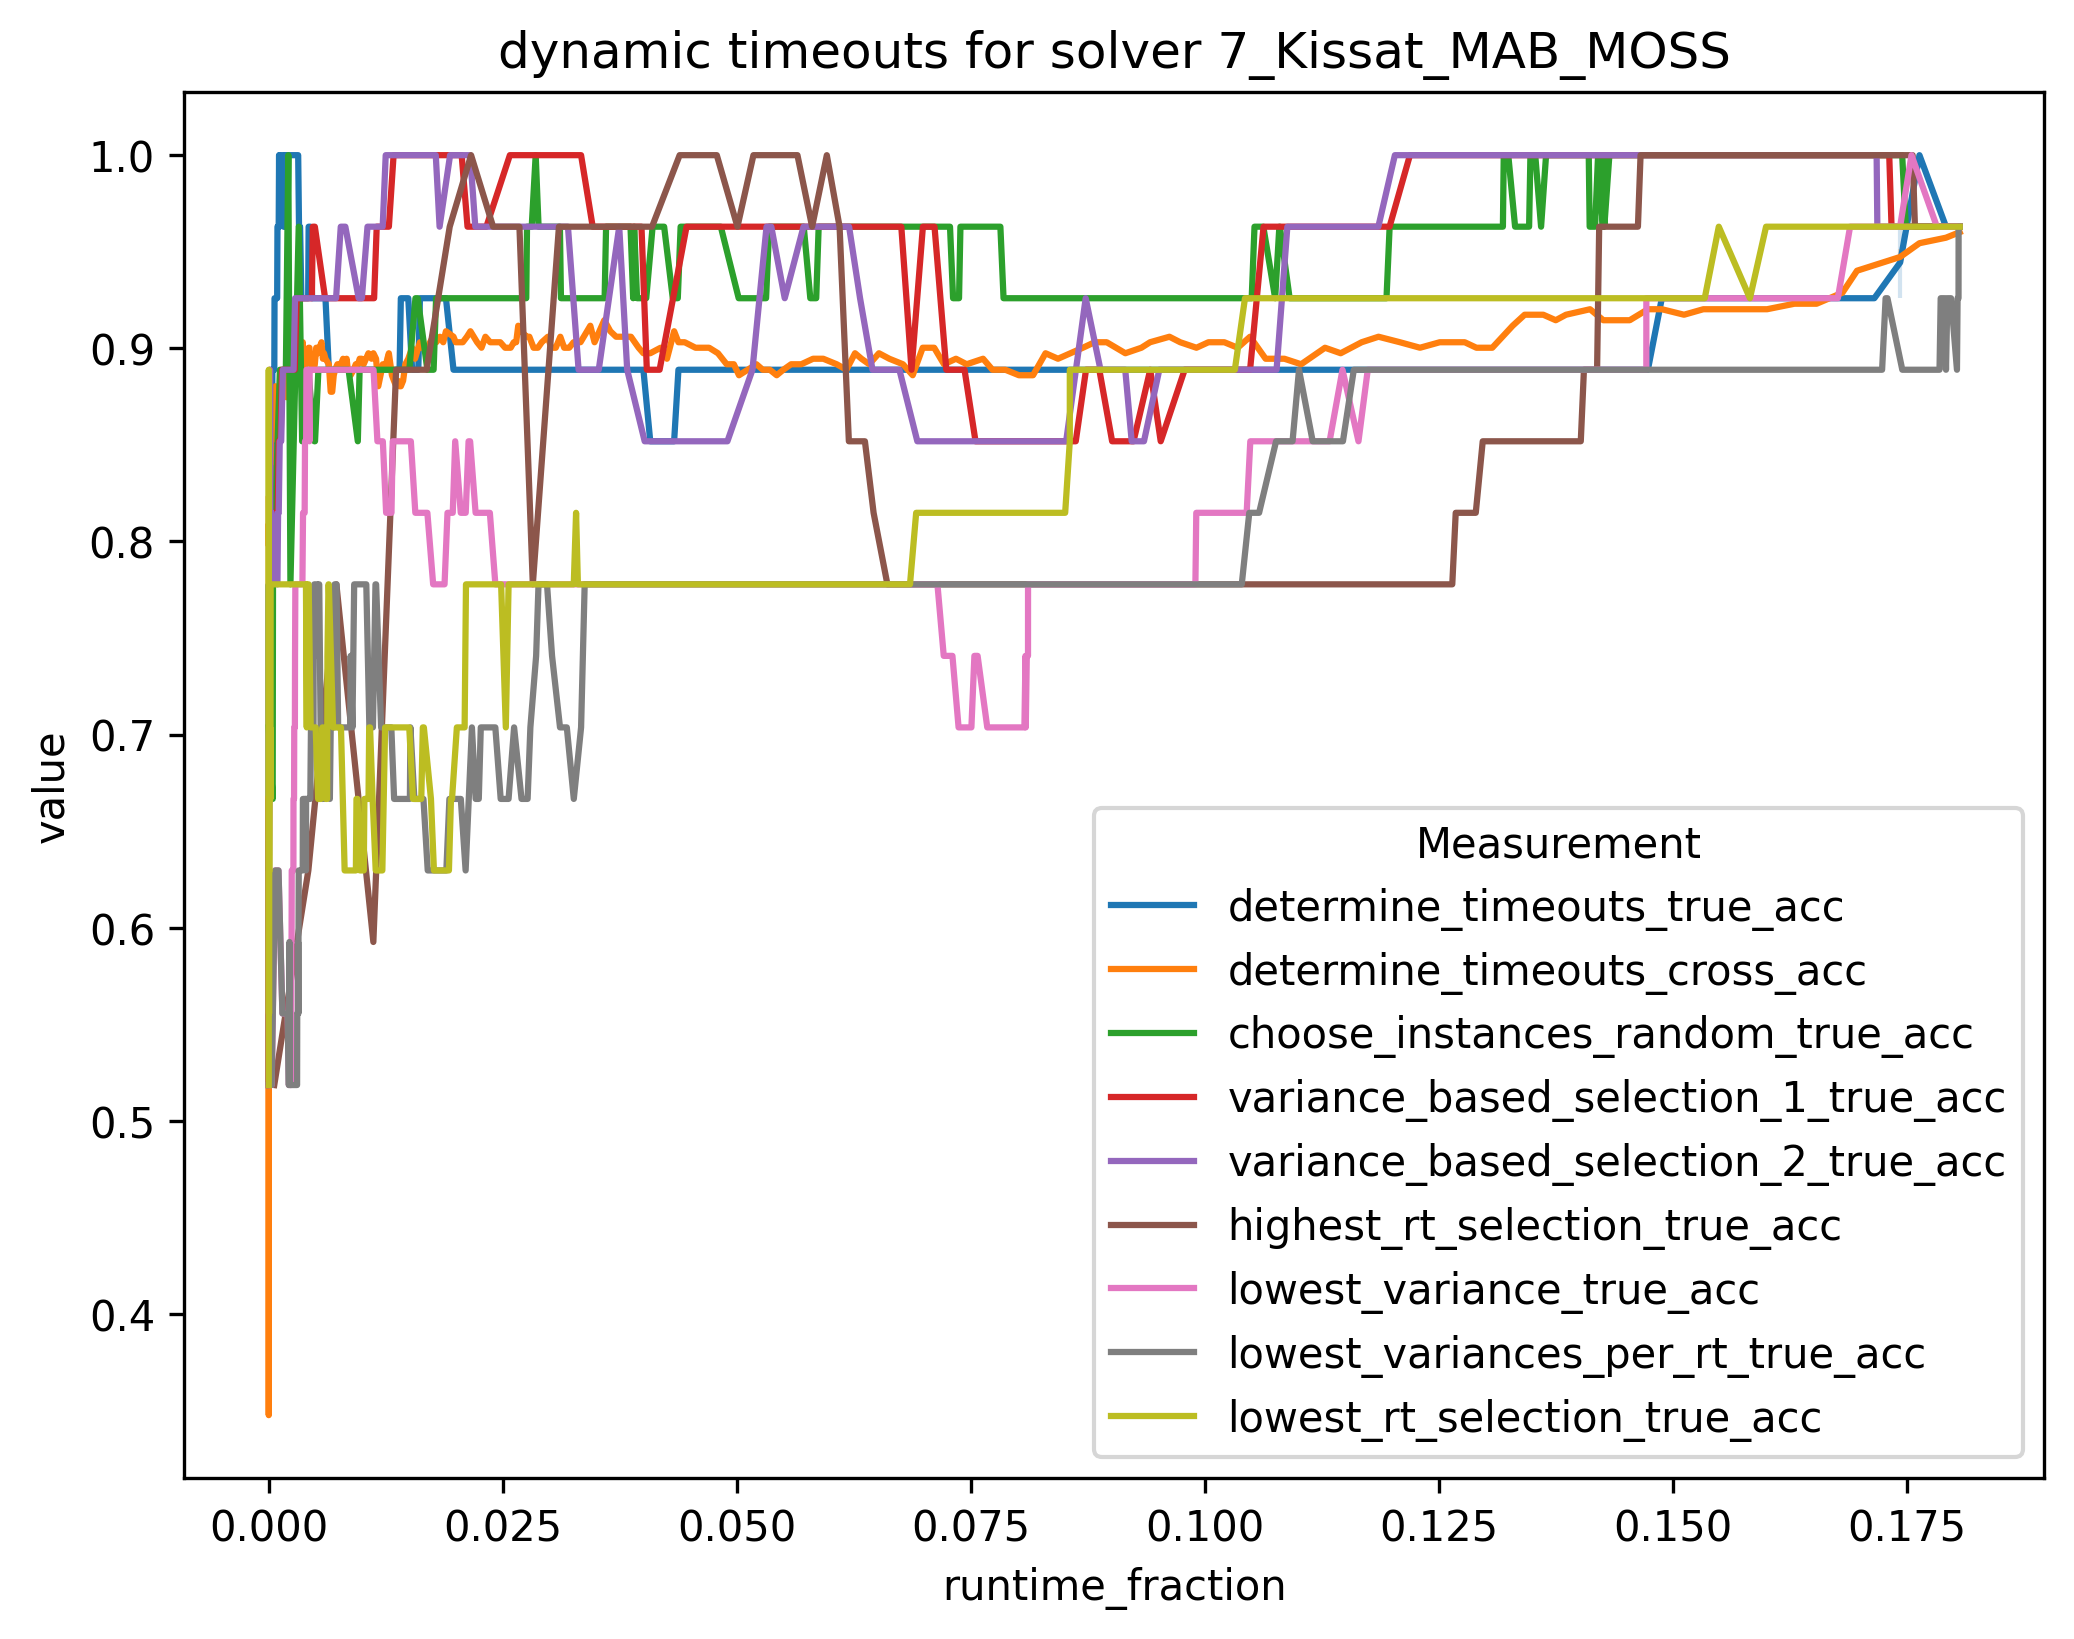 dynamic timeouts for solver 7_Kissat_MAB_MOSS
value
1.0
0.9
0.8
0.7
0.6
0.5
0.4
Measurement
determine_timeouts_true_acc
determine_timeouts_cross_acc
choose_instances_random_true_acc
variance_based_selection_1_true_acc
variance_based_selection_2_true_acc
highest_rt_selection_true_acc
lowest_variance_true_acc
lowest_variances_per_rt_true_acc
lowest_rt_selection_true_acc
0.000 0.025 0.050 0.075 0.100 0.125 0.150 0.175
runtime_fraction